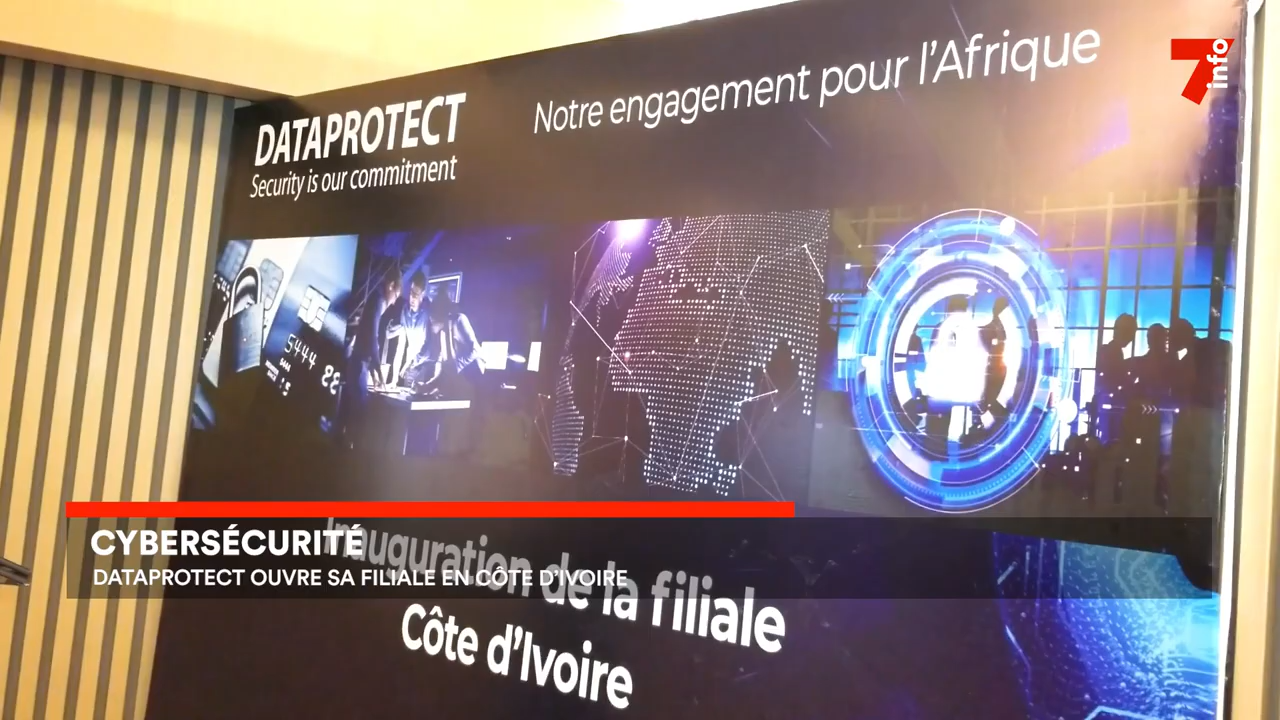 Notre engagement pour l'Afrique
7 info
DATAPROTECT
Security is our commitment
5444
CYBERSÉCURITÉ
DATAPROTECT OUVRE SA FILIALE EN CÔTE D'IVOIRE
Inauguration de la filiale
Côte d'Ivoire